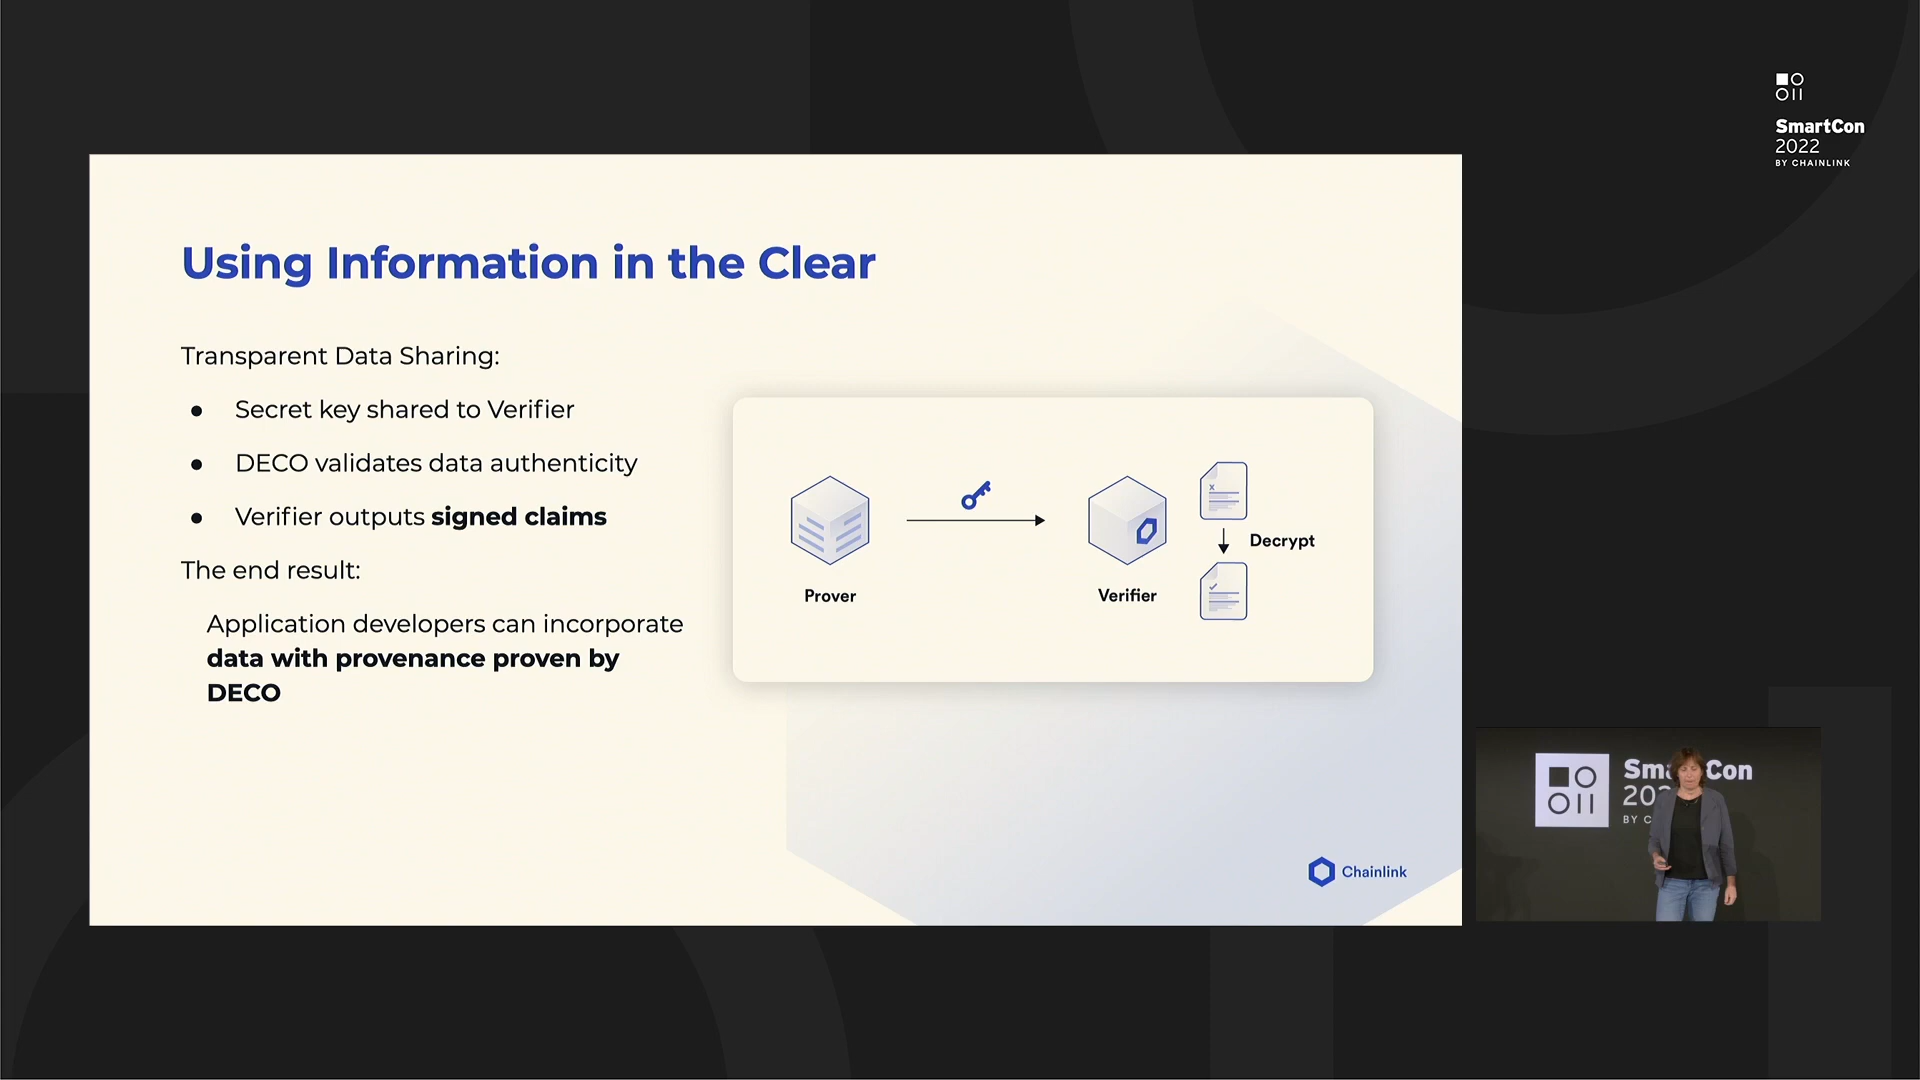 SmartCon
2022
BY CHAINLINK
Using Information in the Clear
Transparent Data Sharing:
● Secret key shared to Verifier
● DECO validates data authenticity
● Verifier outputs signed claims
The end result:
Application developers can incorporate
data with provenance proven by
DECO
Prover
Verifier
x
Decrypt
Chainlink
Sma Con
202
BY C